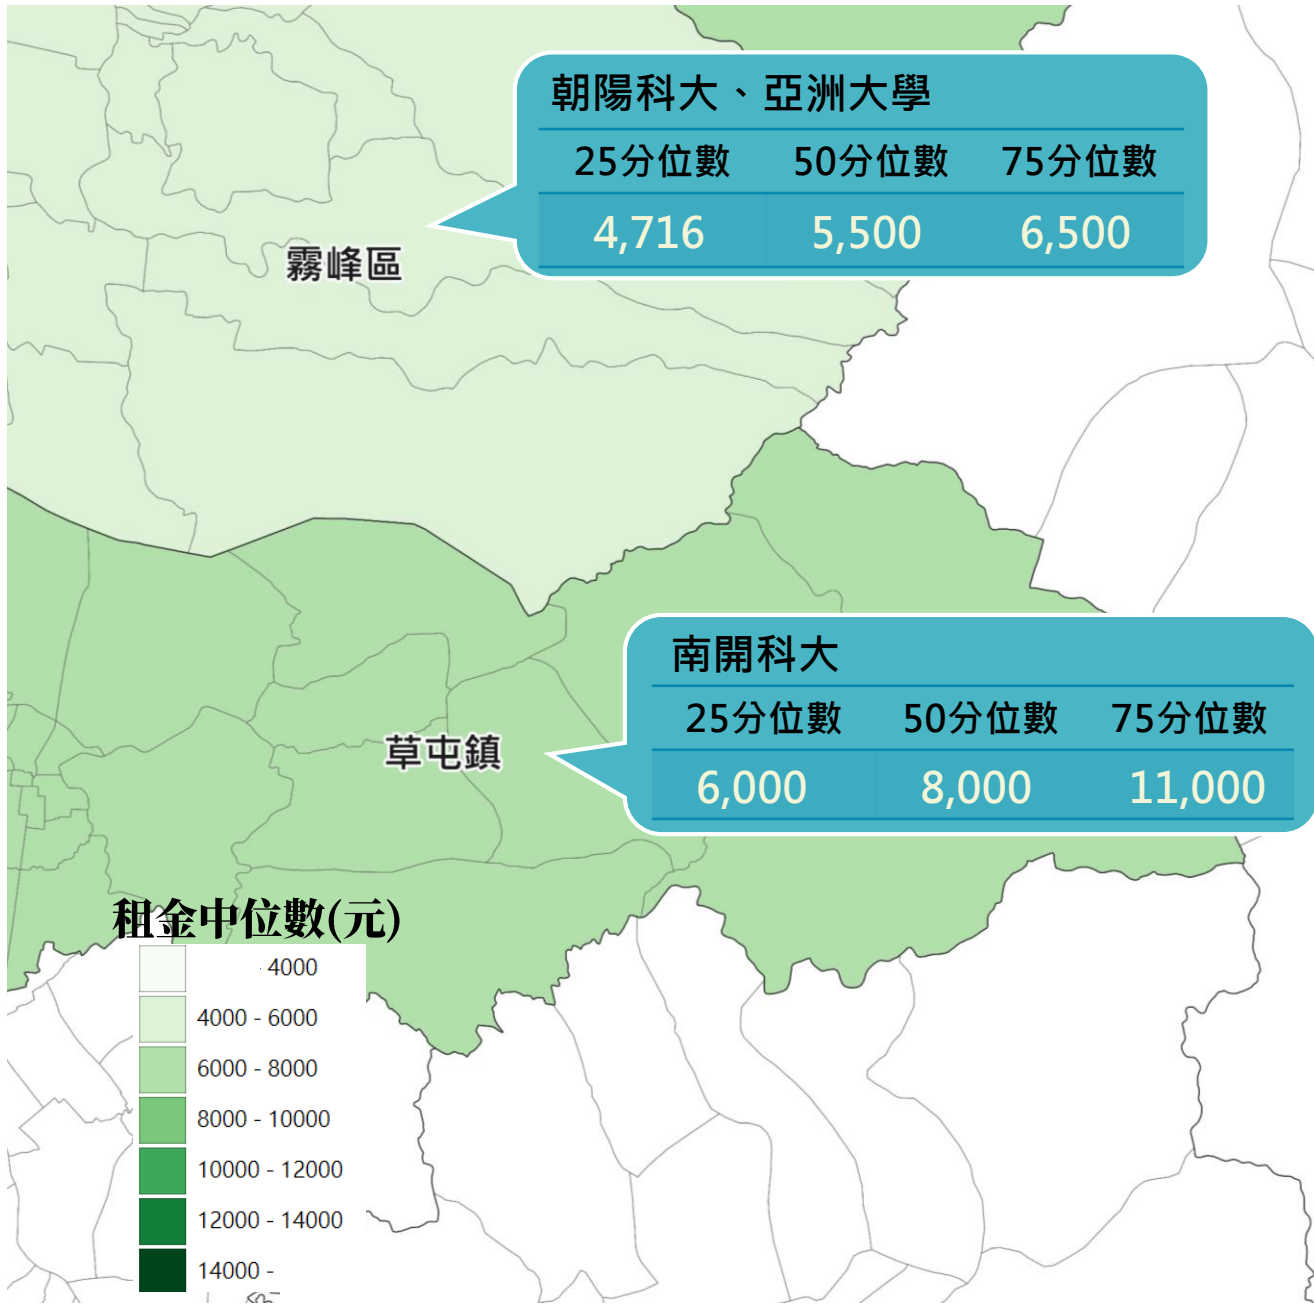 朝陽科大、亞洲大學
25分位數 50分位數 75分位數
4,716 5,500 6,500
霧峰區
南開科大
25分位數 50分位數 75分位數
6,000 8,000 11,000
草屯鎮
租金中位數(元)
- 4000
4000 - 6000
6000 - 8000
8000 - 10000
10000 - 12000
12000 - 14000
14000 -